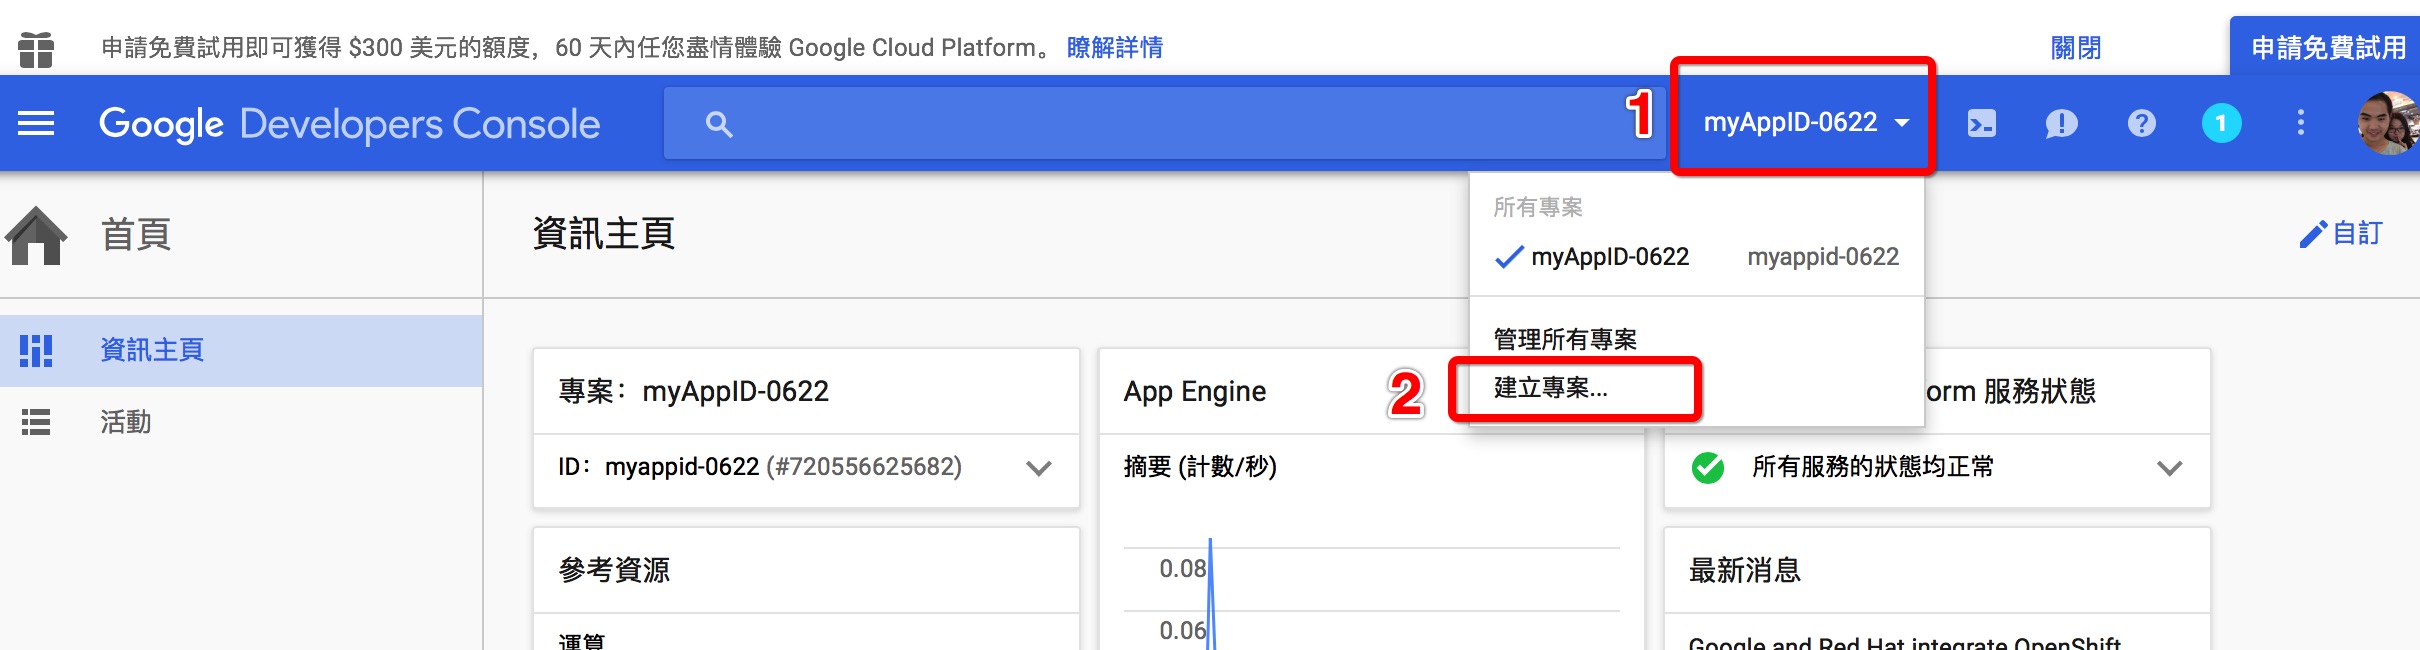 申請免費試用即可獲得 $300 美元的額度，60 天內任您盡情體驗 Google Cloud Platform。 瞭解詳情
關閉
申請免費試用
Google Developers Console
1
myAppID-0622
1
首頁
資訊主頁
所有專案
myAppID-0622 myappid-0622
自訂
管理所有專案
2
建立專案...
資訊主頁
活動
專案：myAppID-0622
ID：myappid-0622 (#720556625682)
參考資源
運算
App Engine
摘要 (計數/秒)
0.08
0.06
orm 服務狀態
所有服務的狀態均正常
最新消息
Google and Red Hat integrate OpenShift